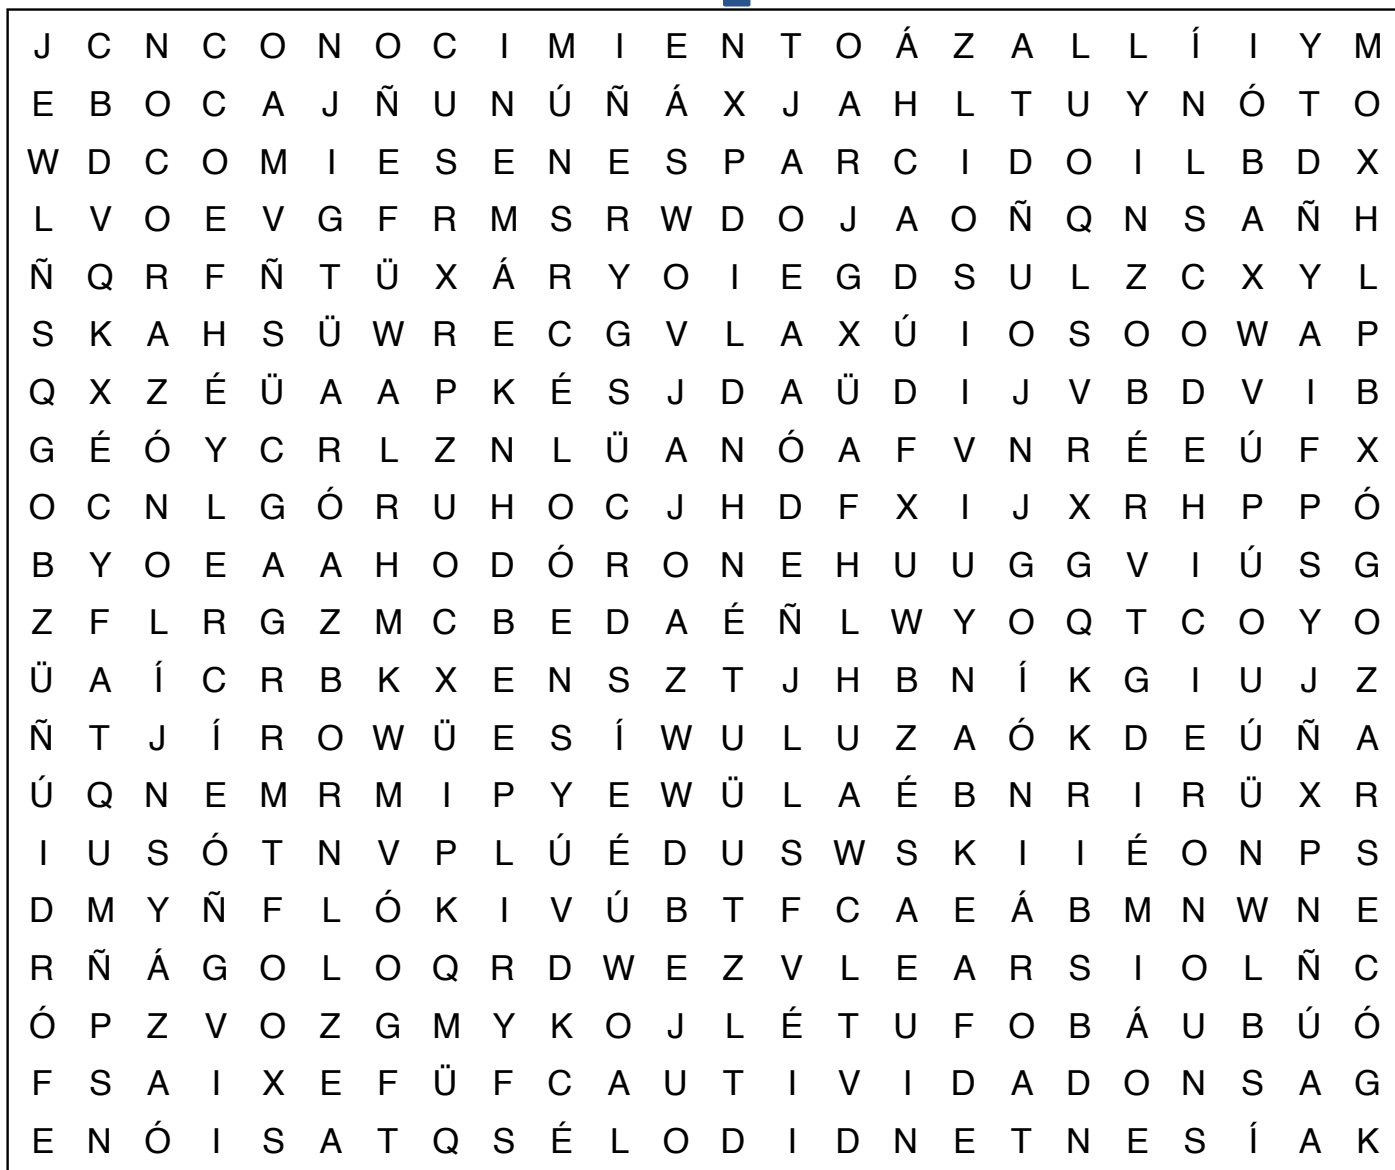 J C N C O N O C I M I E N T O Á Z A L L Í I Y M
E B O C A J Ñ U N Ú Ñ Á X J A H L T U Y N Ó T O
W D C O M I E S E N E S P A R C I D O I L B D X
L V O E V G F R M S R W D O J A O Ñ Q N S A Ñ H
Ñ Q R F Ñ T Ü X Á R Y O I E G D S U L Z C X Y L
S K A H S Ü W R E C G V L A X Ú I O S O O W A P
Q X Z É Ü A A P K É S J D A Ü D I J V B D V I B
G É Ó Y C R L Z N L Ü A N Ó A F V N R É E Ú F X
O C N L G Ó R U H O C J H D F X I J X R H P P Ó
B Y O E A A H O D Ó R O N E H U U G G V I Ú S G
Z F L R G Z M C B E D A É Ñ L W Y O Q T C O Y O
Ü A Í C R B K X E N S Z T J H B N Í K G I U J Z
Ñ T J Í R O W Ü E S Í W U L U Z A Ó K D E Ú Ñ A
Ú Q N E M R M I P Y E W Ü L A É B N R I R Ü X R
I U S Ó T N V P L Ú É D U S W S K I I É O N P S
D M Y Ñ F L Ó K I V Ú B T F C A E Á B M N W N E
R Ñ Á G O L O Q R D W E Z V L E A R S I O L Ñ C
Ó P Z V O Z G M Y K O J L É T U F O B Á U B Ú Ó
F S A I X E F Ü F C A U T I V I D A D O N S A G
E N Ó I S A T Q S É L O D I D N E T N E S Í A K